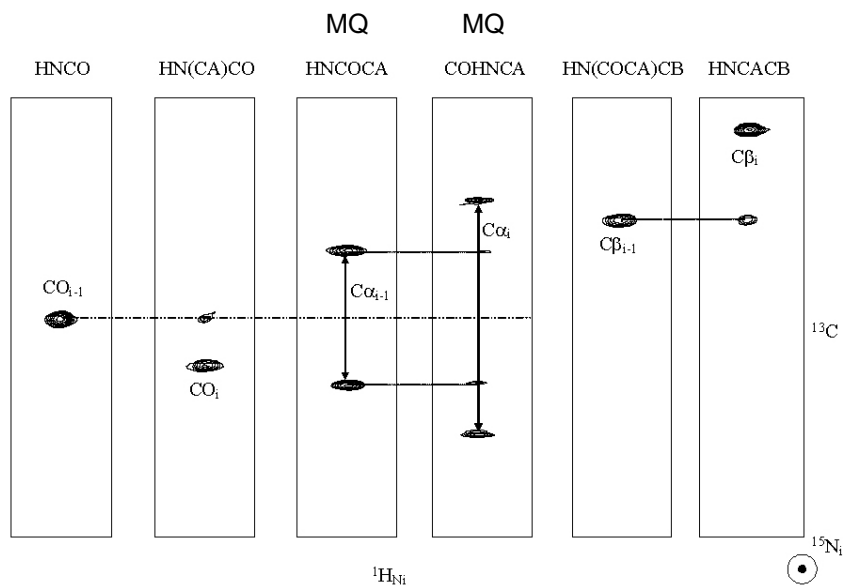 MQ MQ
HNCO HN(CA)CO HNCOCA COHNCA HN(COCA)CB HNCACB
Cβᵢ
Cαᵢ
Cβᵢ₋₁
COᵢ₋₁ Cαᵢ₋₁
¹³C
COᵢ
¹⁵Nᵢ
¹H_Ni